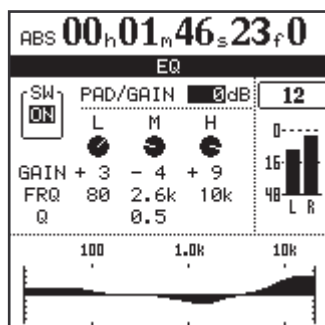 ABS 00h01m46s23f0
EQ
SW PAD/GAIN 0dB 12
ON
L M H
0
GAIN + 3 - 4 + 9 16
FRQ 80 2.6k 10k 48
Q 0.5 L R
100 1.0k 10k